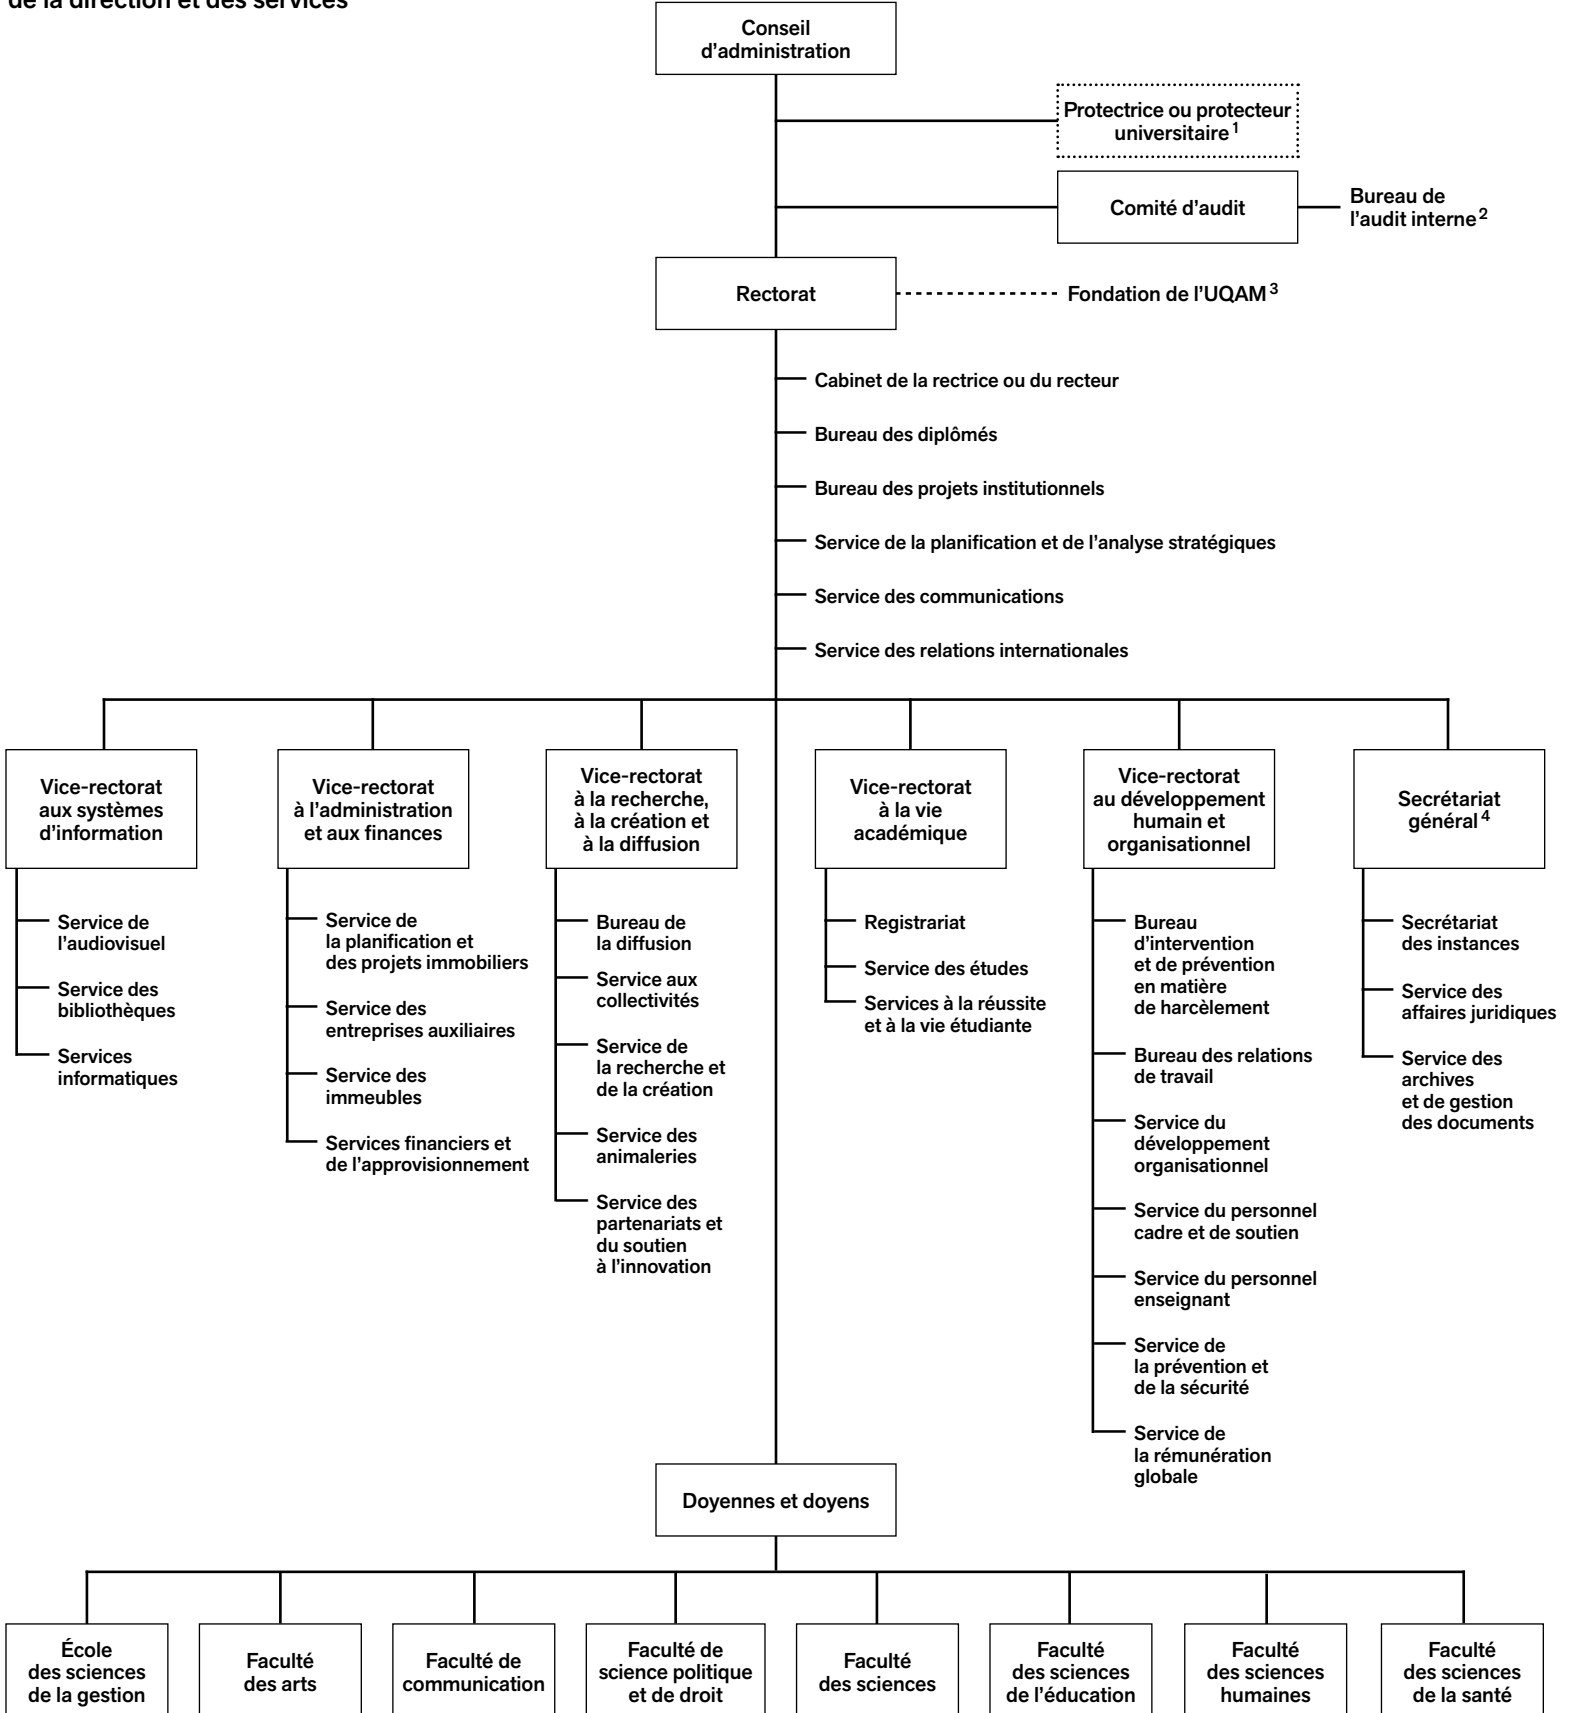 de la direction et des services
Conseil
d'administration
Protectrice ou protecteur
universitaire 1
Comité d'audit
Bureau de
l'audit interne 2
Rectorat
Fondation de l'UQAM 3
Cabinet de la rectrice ou du recteur
Bureau des diplômés
Bureau des projets institutionnels
Service de la planification et de l'analyse stratégiques
Service des communications
Service des relations internationales
Vice-rectorat
aux systèmes
d'information
Service de
l'audiovisuel
Service des
bibliothèques
Services
informatiques
Vice-rectorat
à l'administration
et aux finances
Service de
la planification et
des projets immobiliers
Service des
entreprises auxiliaires
Service des
immeubles
Services financiers et
de l'approvisionnement
Vice-rectorat
à la recherche,
à la création et
à la diffusion
Bureau de
la diffusion
Service aux
collectivités
Service de
la recherche et
de la création
Service des
animaleries
Service des
partenariats et
du soutien
à l'innovation
Vice-rectorat
à la vie
académique
Registrariat
Service des études
Services à la réussite
et à la vie étudiante
Vice-rectorat
au développement
humain et
organisationnel
Bureau
d'intervention
et de prévention
en matière
de harcèlement
Bureau des relations
de travail
Service du
développement
organisationnel
Service du personnel
cadre et de soutien
Service du personnel
enseignant
Service de
la prévention et
de la sécurité
Service de
la rémunération
globale
Secrétariat
général 4
Secrétariat
des instances
Service des
affaires juridiques
Service des
archives
et de gestion
des documents
Doyennes et doyens
École
des sciences
de la gestion
Faculté
des arts
Faculté de
communication
Faculté de
science politique
et de droit
Faculté
des sciences
Faculté
des sciences
de l'éducation
Faculté
des sciences
humaines
Faculté
des sciences
de la santé